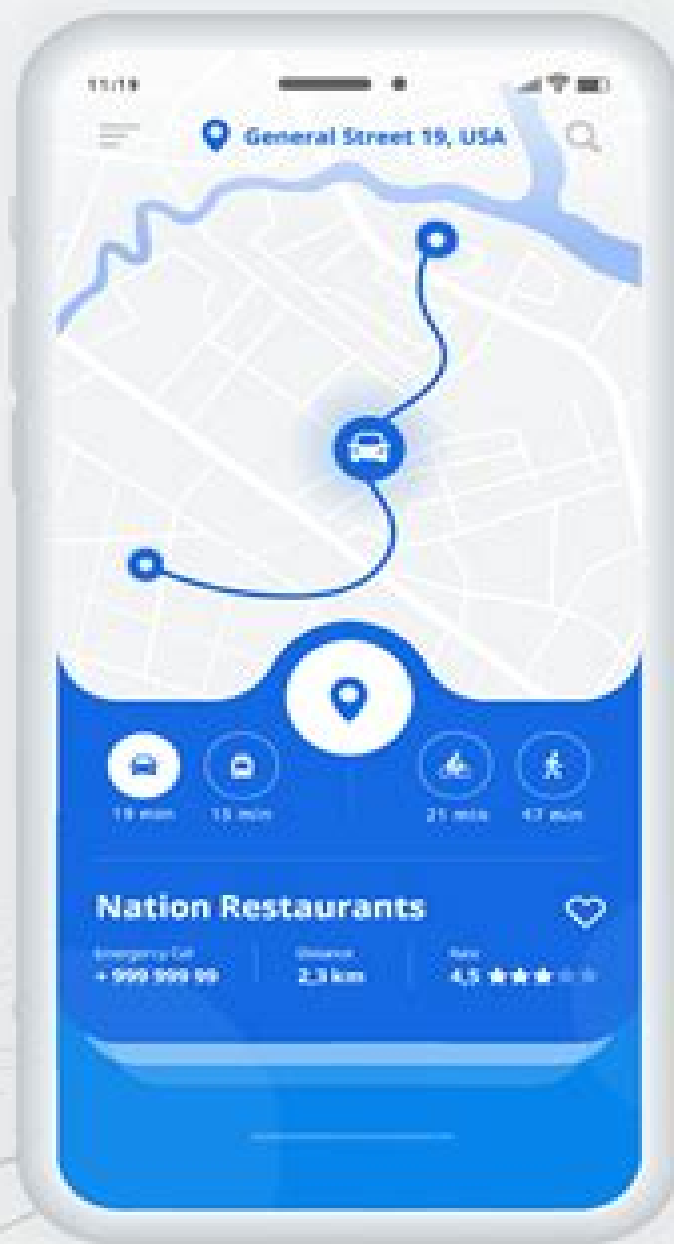 11:19
General Street 19, USA
19 min 15 min 21 min 47 min
Nation Restaurants
Emergency Call Distance Rate
+ 999 999 99 2,3 km 4,5